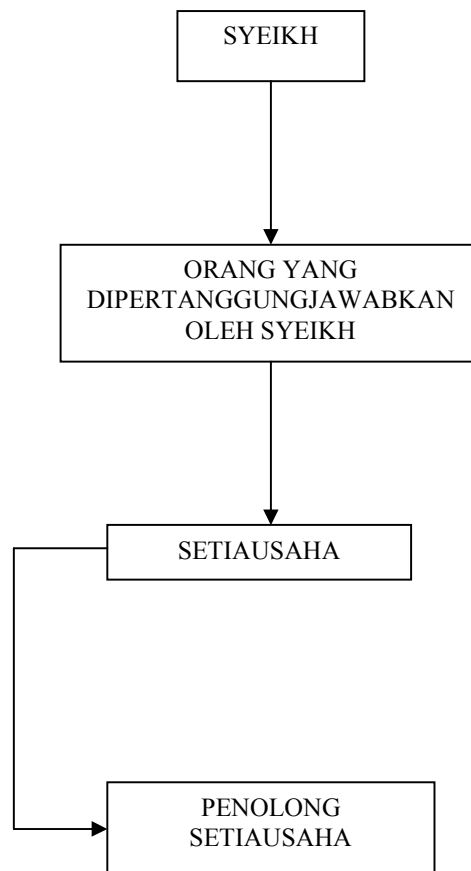 SYEIKH
ORANG YANG
DIPERTANGGUNGJAWABKAN
OLEH SYEIKH
SETIAUSAHA
PENOLONG
SETIAUSAHA